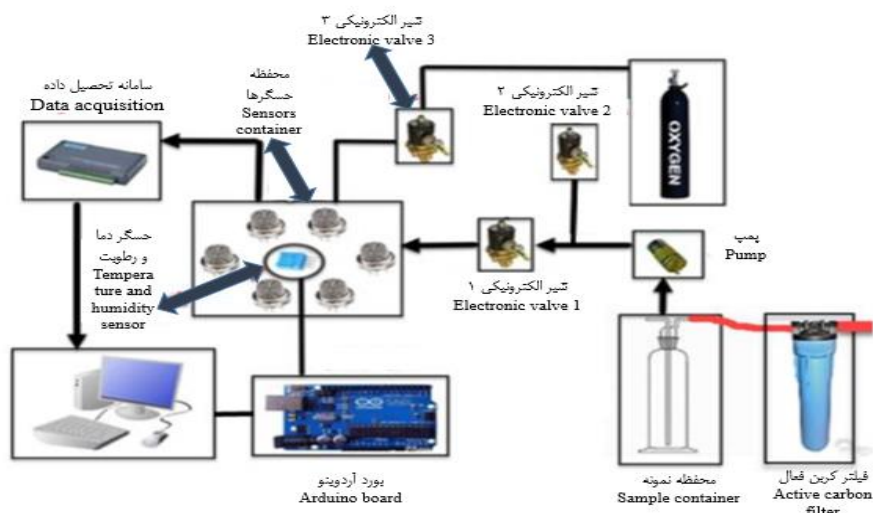 شیر الکترونیکی ۳
Electronic valve 3
محفظه
حسگرها
Sensors
container
سامانه تحصیل داده
Data acquisition
شیر الکترونیکی ۲
Electronic valve 2
OXYGEN
حسگر دما
و رطوبت
Tempera
ture and
humidity
sensor
شیر الکترونیکی ۱
Electronic valve 1
پمپ
Pump
بورد آردوینو
Arduino board
محفظه نمونه
Sample container
فیلتر کربن فعال
Active carbon
filter